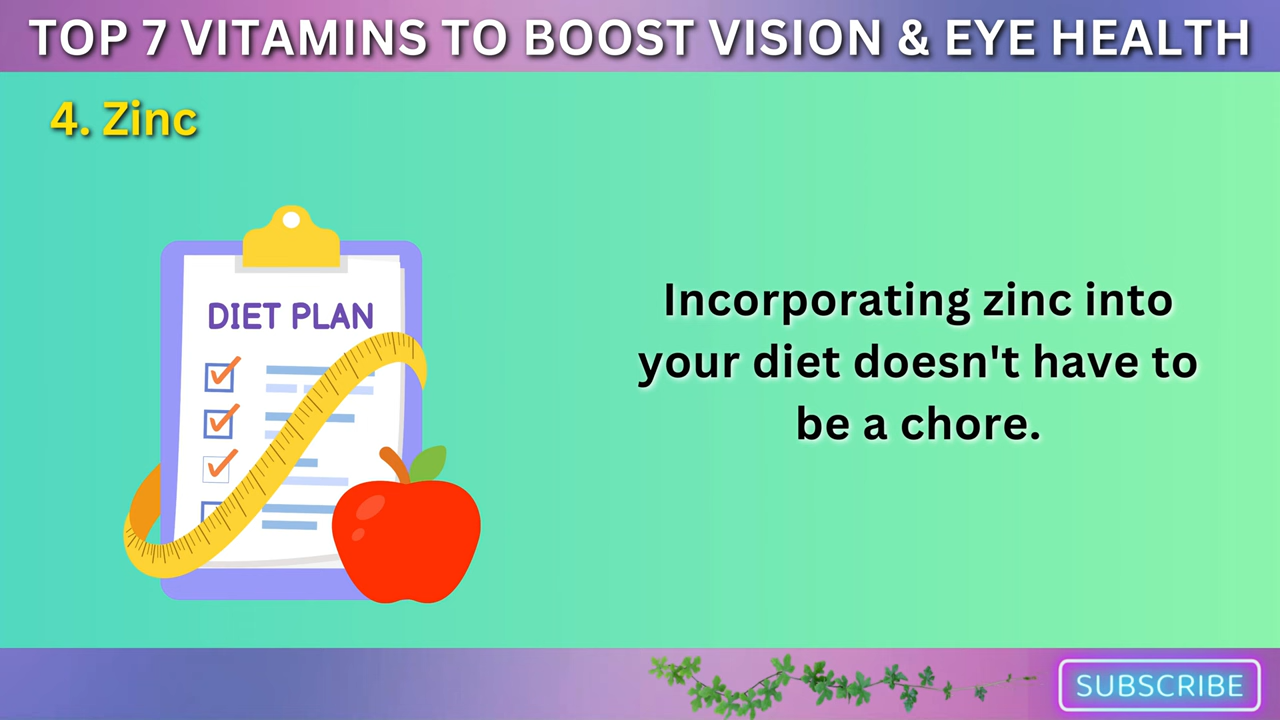 TOP 7 VITAMINS TO BOOST VISION & EYE HEALTH
4. Zinc
DIET PLAN
Incorporating zinc into
your diet doesn't have to
be a chore.
SUBSCRIBE